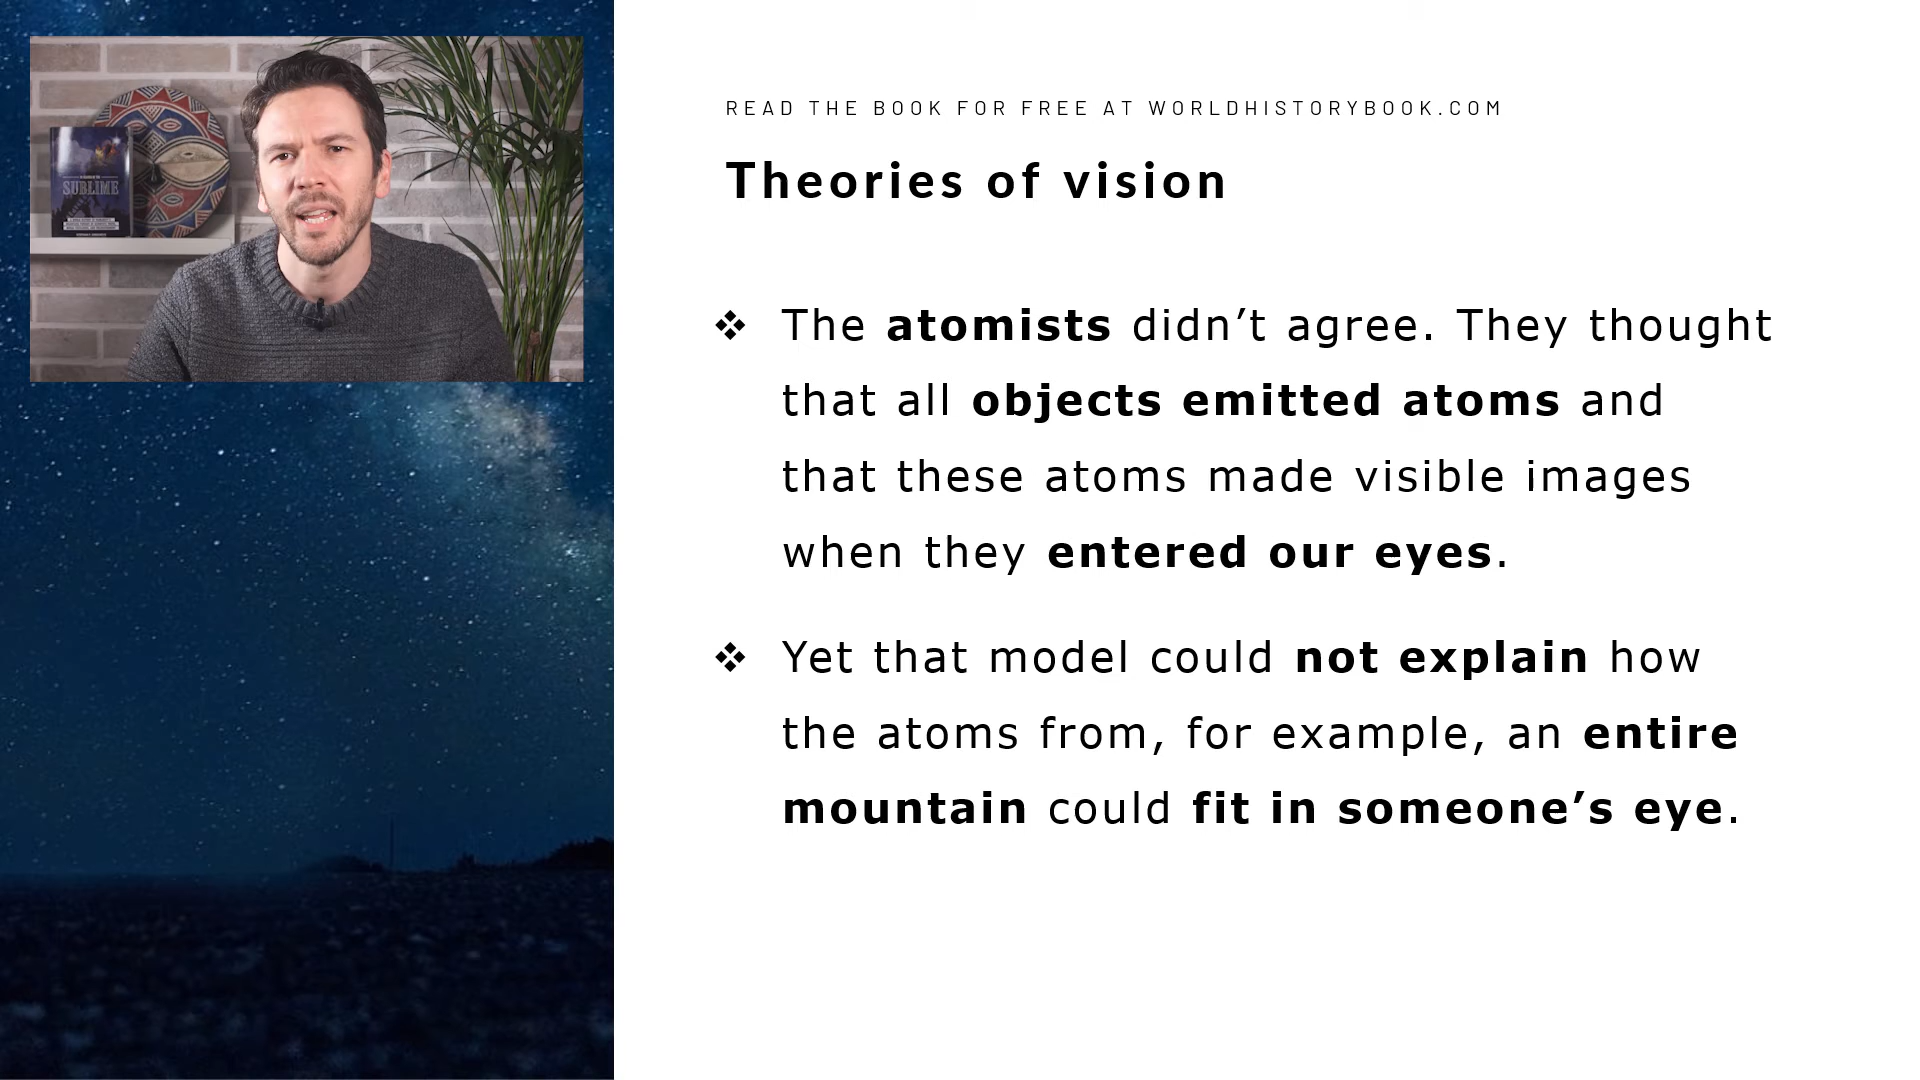 READ THE BOOK FOR FREE AT WORLDHISTORYBOOK.COM
Theories of vision
❖ The atomists didn’t agree. They thought
that all objects emitted atoms and
that these atoms made visible images
when they entered our eyes.
❖ Yet that model could not explain how
the atoms from, for example, an entire
mountain could fit in someone’s eye.
SUBLIME